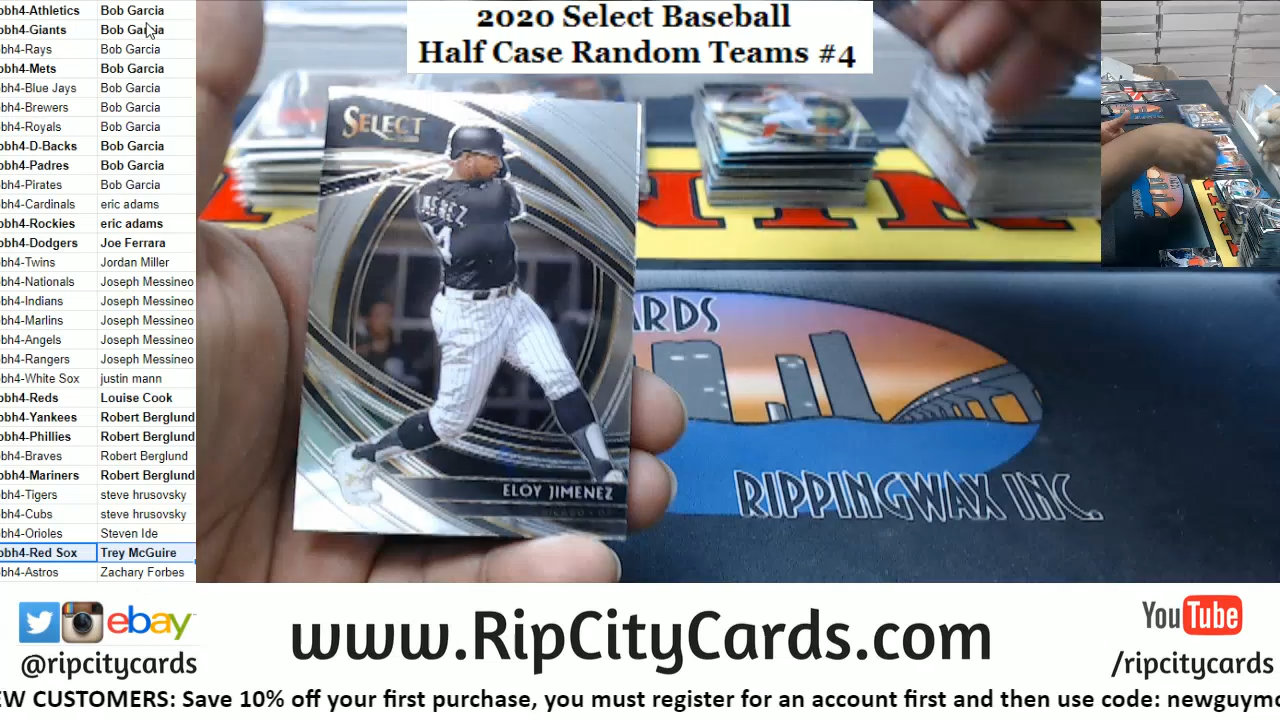 bbh4-Athletics Bob Garcia
bbh4-Giants Bob Garcia
bbh4-Rays Bob Garcia
bbh4-Mets Bob Garcia
bbh4-Blue Jays Bob Garcia
bbh4-Brewers Bob Garcia
bbh4-Royals Bob Garcia
bbh4-D-Backs Bob Garcia
bbh4-Padres Bob Garcia
bbh4-Pirates Bob Garcia
bbh4-Cardinals eric adams
bbh4-Rockies eric adams
bbh4-Dodgers Joe Ferrara
bbh4-Twins Jordan Miller
bbh4-Nationals Joseph Messineo
bbh4-Indians Joseph Messineo
bbh4-Marlins Joseph Messineo
bbh4-Angels Joseph Messineo
bbh4-Rangers Joseph Messineo
bbh4-White Sox justin mann
bbh4-Reds Louise Cook
bbh4-Yankees Robert Berglund
bbh4-Phillies Robert Berglund
bbh4-Braves Robert Berglund
bbh4-Mariners Robert Berglund
bbh4-Tigers steve hrusovsky
bbh4-Cubs steve hrusovsky
bbh4-Orioles Steven Ide
bbh4-Red Sox Trey McGuire
bbh4-Astros Zachary Forbes
2020 Select Baseball
Half Case Random Teams #4
SELECT
ELOY JIMENEZ
ARDS
RIPPINGWAX INC.
ebay
@ripcitycards
www.RipCityCards.com
YouTube
/ripcitycards
EW CUSTOMERS: Save 10% off your first purchase, you must register for an account first and then use code: newguymo